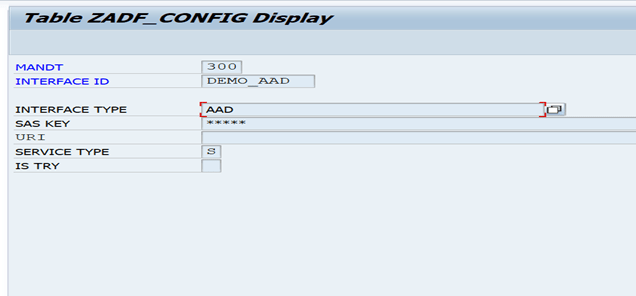 Table ZADF_CONFIG Display
MANDT 300
INTERFACE ID DEMO_AAD
INTERFACE TYPE AAD
SAS KEY *****
URI
SERVICE TYPE S
IS TRY